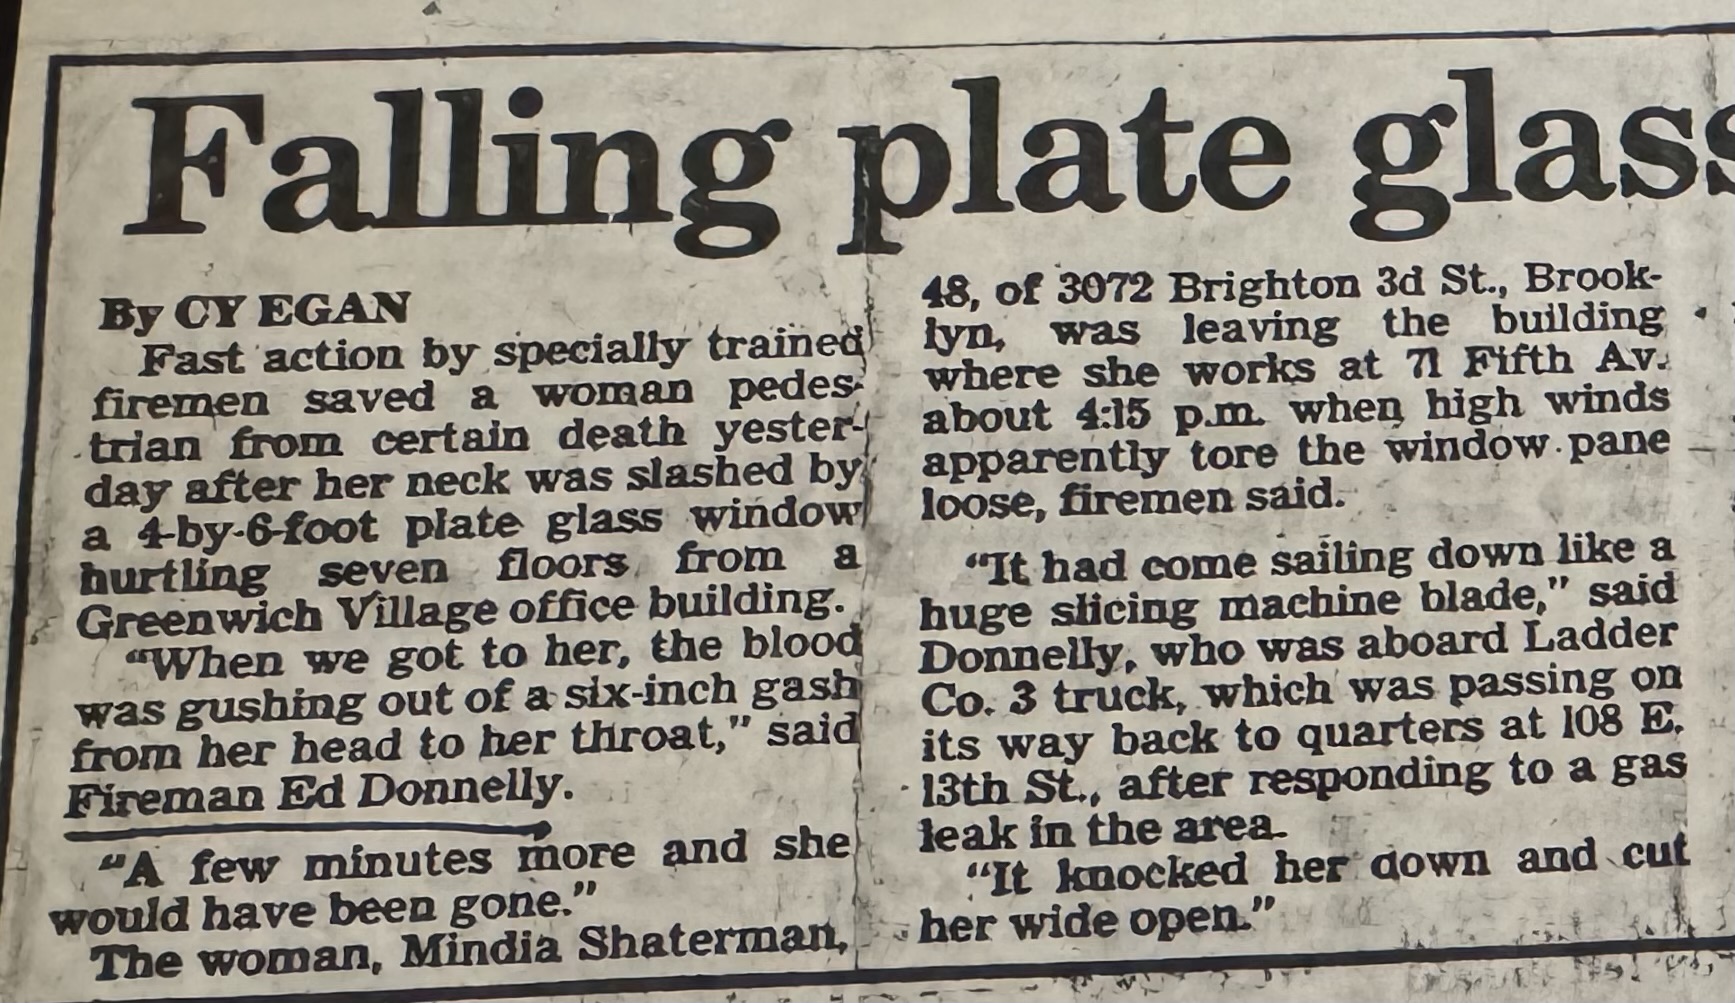 Falling plate glass
By CY EGAN
Fast action by specially trained
firemen saved a woman pedes-
trian from certain death yester-
day after her neck was slashed by
a 4-by-6-foot plate glass window
hurtling seven floors from a
Greenwich Village office building.
"When we got to her, the blood
was gushing out of a six-inch gash
from her head to her throat," said
Fireman Ed Donnelly.
"A few minutes more and she
would have been gone."
The woman, Mindia Shaterman,
48, of 3072 Brighton 3d St., Brook-
lyn, was leaving the building
where she works at 71 Fifth Av.
about 4:15 p.m. when high winds
apparently tore the window pane
loose, firemen said.
"It had come sailing down like a
huge slicing machine blade," said
Donnelly, who was aboard Ladder
Co. 3 truck, which was passing on
its way back to quarters at 108 E.
13th St., after responding to a gas
leak in the area.
"It knocked her down and cut
her wide open."